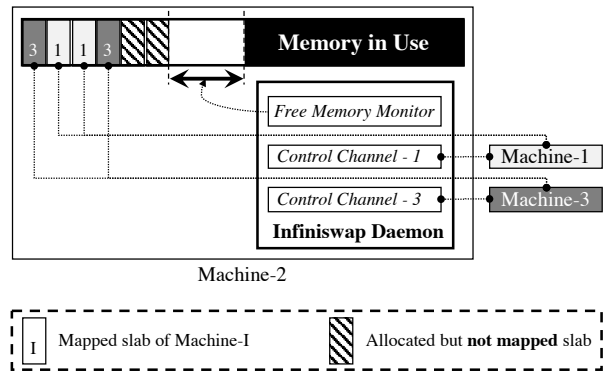 3 1 1 3 Memory in Use
Free Memory Monitor
Control Channel - 1 Machine-1
Control Channel - 3 Machine-3
Infiniswap Daemon
Machine-2
I Mapped slab of Machine-I Allocated but not mapped slab